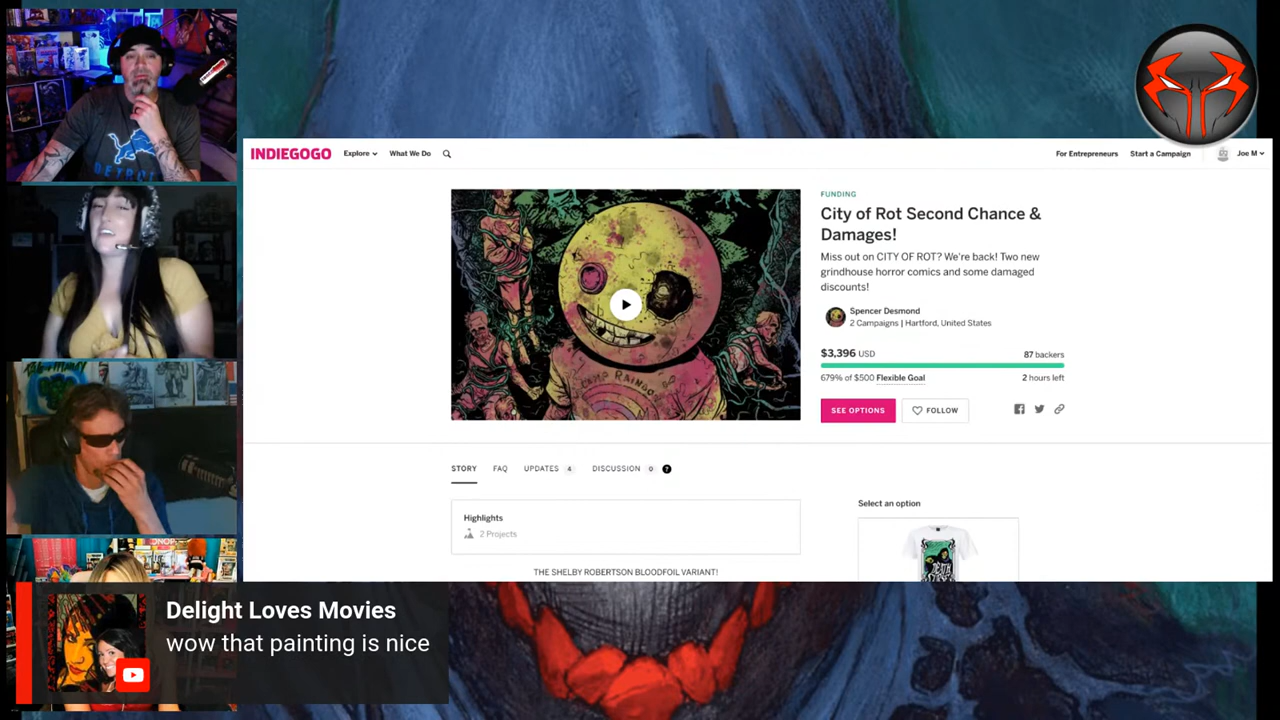 INDIEGOGO
Explore
What We Do
For Entrepreneurs
Start a Campaign
Joe M
FUNDING
City of Rot Second Chance &
Damages!
Miss out on CITY OF ROT? We're back! Two new
grindhouse horror comics and some damaged
discounts!
Spencer Desmond
2 Campaigns | Hartford, United States
$3,396 USD
87 backers
679% of $500 Flexible Goal
2 hours left
SEE OPTIONS
FOLLOW
CAMP RAINBO
STORY
FAQ
UPDATES 4
DISCUSSION 0 ?
Highlights
2 Projects
Select an option
THE SHELBY ROBERTSON BLOODFOIL VARIANT!
DETROIT
Delight Loves Movies
wow that painting is nice